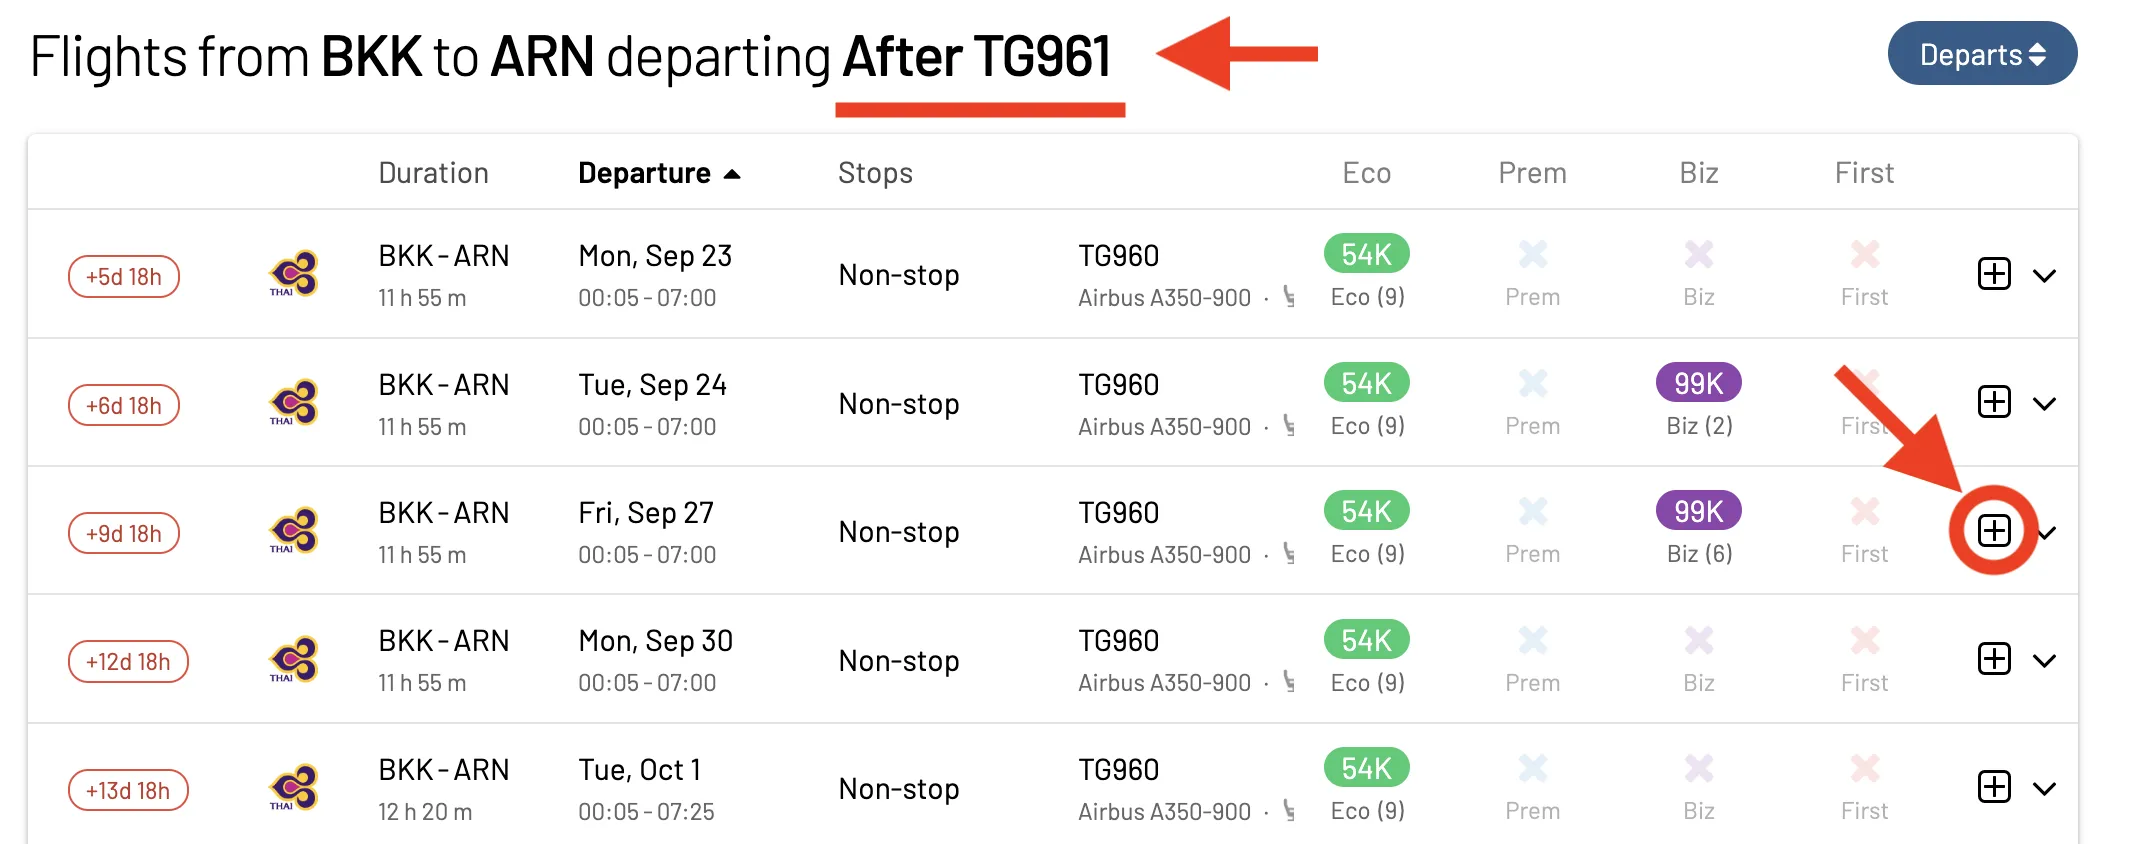 Flights from BKK to ARN departing After TG961
Departs
Duration Departure Stops Eco Prem Biz First
+5d 18h THAI BKK - ARN Mon, Sep 23 Non-stop TG960 54K
11 h 55 m 00:05 - 07:00 Airbus A350-900 · Eco (9) Prem Biz First
+6d 18h THAI BKK - ARN Tue, Sep 24 Non-stop TG960 54K 99K
11 h 55 m 00:05 - 07:00 Airbus A350-900 · Eco (9) Prem Biz (2) First
+9d 18h THAI BKK - ARN Fri, Sep 27 Non-stop TG960 54K 99K
11 h 55 m 00:05 - 07:00 Airbus A350-900 · Eco (9) Prem Biz (6) First
+12d 18h THAI BKK - ARN Mon, Sep 30 Non-stop TG960 54K
11 h 55 m 00:05 - 07:00 Airbus A350-900 · Eco (9) Prem Biz First
+13d 18h THAI BKK - ARN Tue, Oct 1 Non-stop TG960 54K
12 h 20 m 00:05 - 07:25 Airbus A350-900 · Eco (9) Prem Biz First